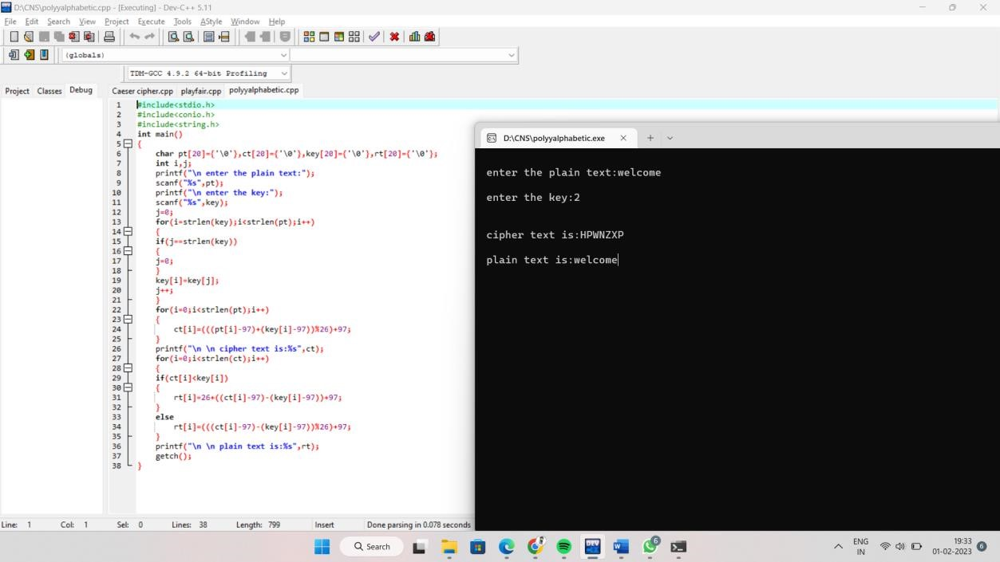 D:\CNS\polyyalphabetic.cpp - [Executing] - Dev-C++ 5.11
File Edit Search View Project Execute Tools AStyle Window Help
(globals)
TDM-GCC 4.9.2 64-bit Profiling
Project Classes Debug
Caeser cipher.cpp playfair.cpp polyyalphabetic.cpp
1 #include<stdio.h>
2 #include<conio.h>
3 #include<string.h>
4 int main()
5 {
6 char pt[20]={'\0'},ct[20]={'\0'},key[20]={'\0'},rt[20]={'\0'};
7 int i,j;
8 printf("\n enter the plain text:");
9 scanf("%s",pt);
10 printf("\n enter the key:");
11 scanf("%s",key);
12 j=0;
13 for(i=strlen(key);i<strlen(pt);i++)
14 {
15 if(j==strlen(key))
16 {
17 j=0;
18 }
19 key[i]=key[j];
20 j++;
21 }
22 for(i=0;i<strlen(pt);i++)
23 {
24 ct[i]=(((pt[i]-97)+(key[i]-97))%26)+97;
25 }
26 printf("\n \n cipher text is:%s",ct);
27 for(i=0;i<strlen(ct);i++)
28 {
29 if(ct[i]<key[i])
30 {
31 rt[i]=26+((ct[i]-97)-(key[i]-97))+97;
32 }
33 else
34 rt[i]=(((ct[i]-97)-(key[i]-97))%26)+97;
35 }
36 printf("\n \n plain text is:%s",rt);
37 getch();
38 }
D:\CNS\polyyalphabetic.exe
enter the plain text:welcome
enter the key:2
cipher text is:HPWNZXP
plain text is:welcome
Line: 1 Col: 1 Sel: 0 Lines: 38 Length: 799 Insert Done parsing in 0.078 seconds
Search
DEV
W
6
ENG
IN
19:33
01-02-2023
6